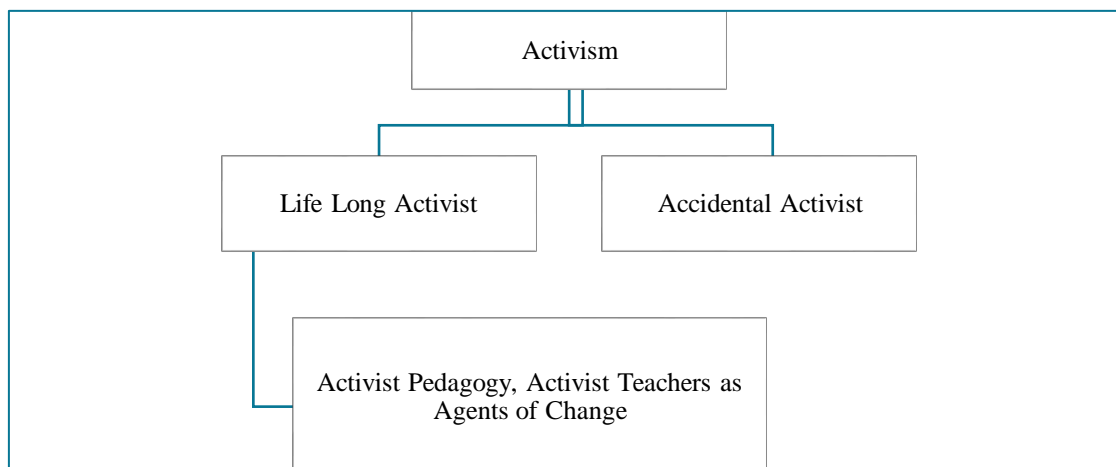 Activism
Life Long Activist
Accidental Activist
Activist Pedagogy, Activist Teachers as
Agents of Change